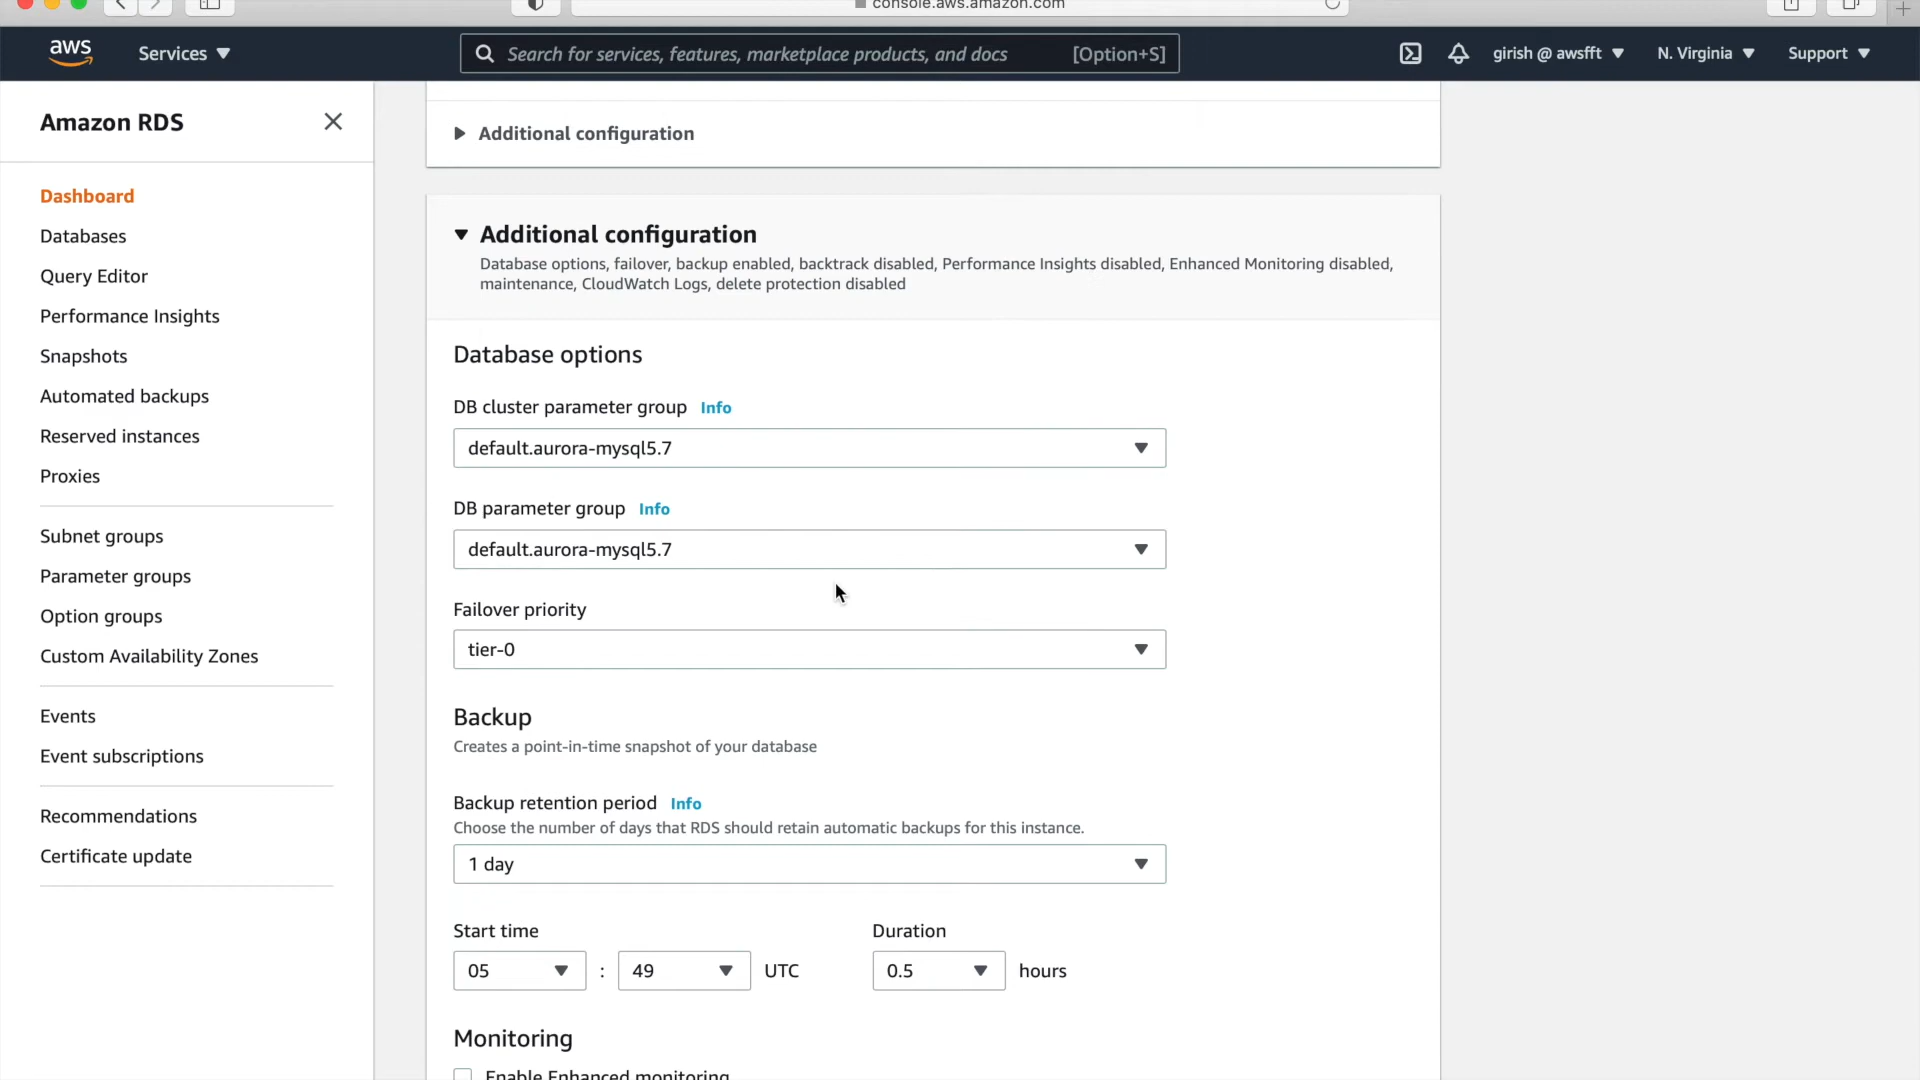 console.aws.amazon.com
aws
Services
Search for services, features, marketplace products, and docs
[Option+S]
girish @ awsfft
N. Virginia
Support
Amazon RDS
Dashboard
Databases
Query Editor
Performance Insights
Snapshots
Automated backups
Reserved instances
Proxies
Subnet groups
Parameter groups
Option groups
Custom Availability Zones
Events
Event subscriptions
Recommendations
Certificate update
Additional configuration
Additional configuration
Database options, failover, backup enabled, backtrack disabled, Performance Insights disabled, Enhanced Monitoring disabled,
maintenance, CloudWatch Logs, delete protection disabled
Database options
DB cluster parameter group Info
default.aurora-mysql5.7
DB parameter group Info
default.aurora-mysql5.7
Failover priority
tier-0
Backup
Creates a point-in-time snapshot of your database
Backup retention period Info
Choose the number of days that RDS should retain automatic backups for this instance.
1 day
Start time
Duration
05 : 49 UTC
0.5 hours
Monitoring
Enable Enhanced monitoring